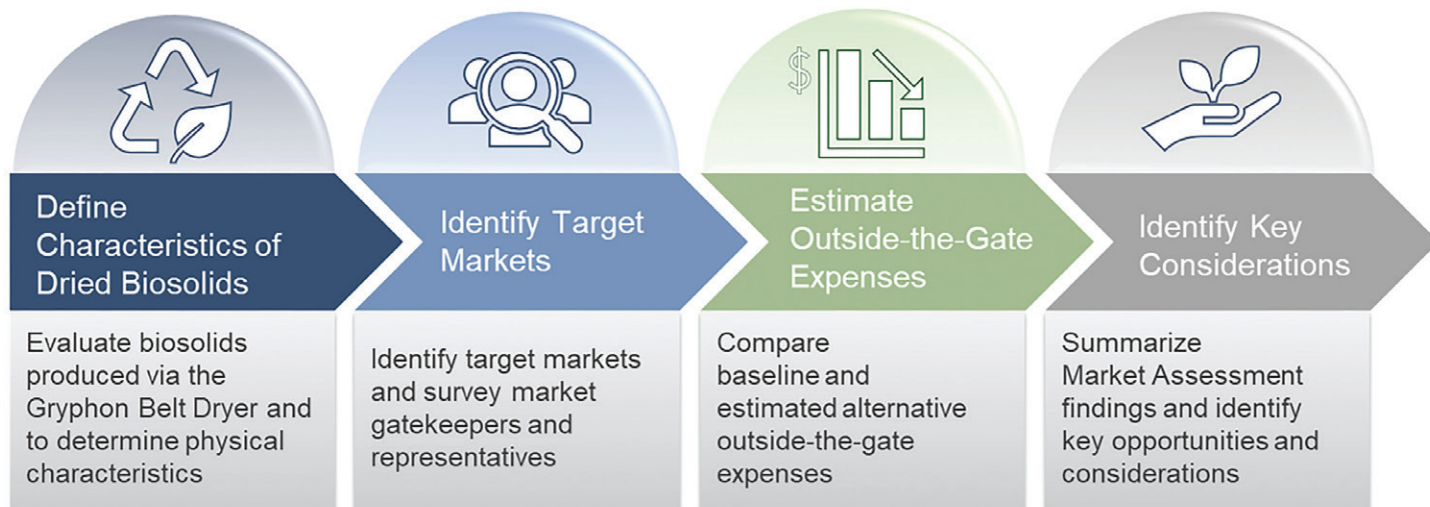 Define
Characteristics of
Dried Biosolids
Evaluate biosolids
produced via the
Gryphon Belt Dryer and
to determine physical
characteristics
Identify Target
Markets
Identify target markets
and survey market
gatekeepers and
representatives
$
Estimate
Outside-the-Gate
Expenses
Compare
baseline and
estimated alternative
outside-the-gate
expenses
Identify Key
Considerations
Summarize
Market Assessment
findings and identify
key opportunities and
considerations